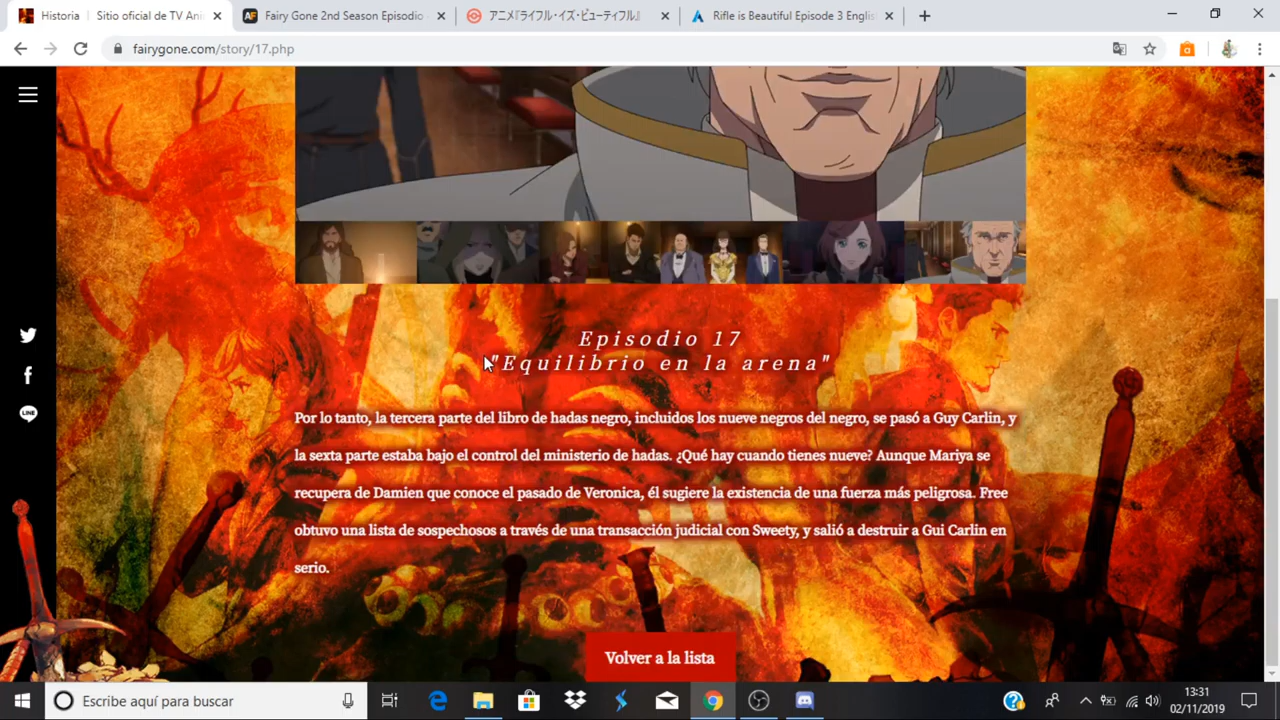 Historia | Sitio oficial de TV Ani
Fairy Gone 2nd Season Episodio
アニメ『ライフル・イズ・ビューティフル』
Rifle is Beautiful Episode 3 Englis
fairygone.com/story/17.php
Episodio 17
"Equilibrio en la arena"
Por lo tanto, la tercera parte del libro de hadas negro, incluidos los nueve negros del negro, se pasó a Guy Carlin, y
la sexta parte estaba bajo el control del ministerio de hadas. ¿Qué hay cuando tienes nueve? Aunque Mariya se
recupera de Damien que conoce el pasado de Veronica, él sugiere la existencia de una fuerza más peligrosa. Free
obtuvo una lista de sospechosos a través de una transacción judicial con Sweety, y salió a destruir a Gui Carlin en
serio.
Volver a la lista
Escribe aquí para buscar
13:31
02/11/2019